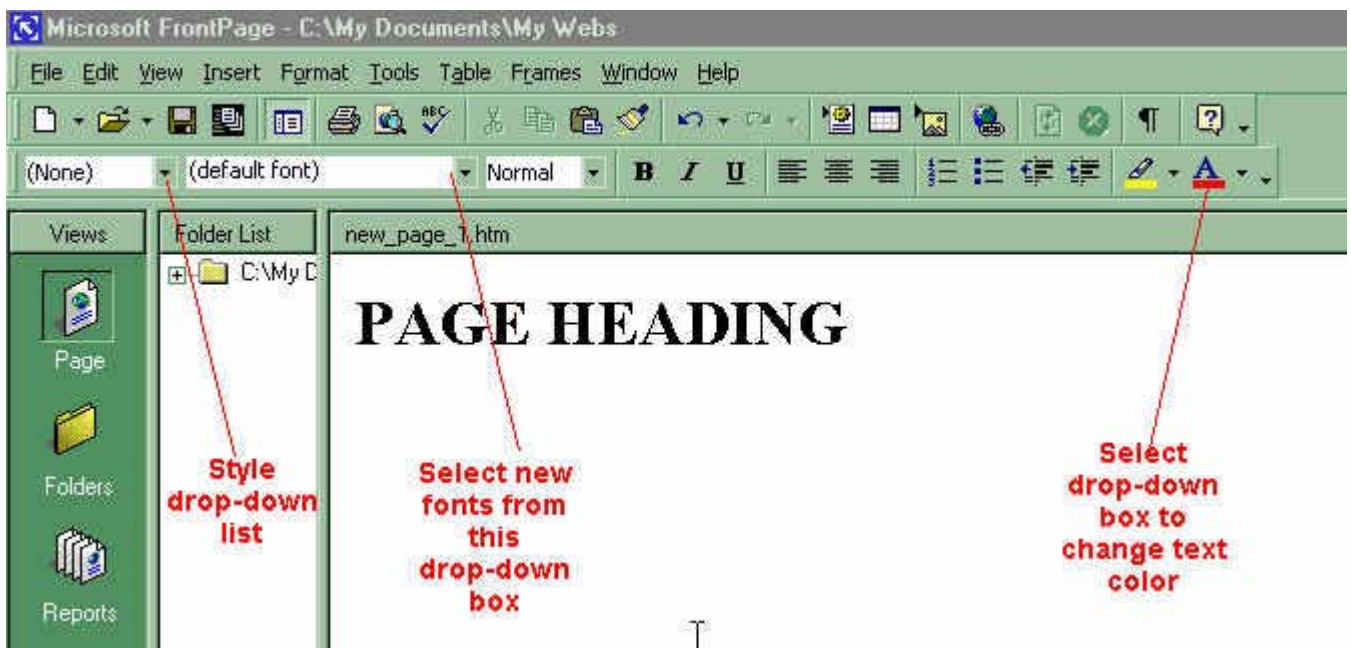 Microsoft FrontPage - C:\My Documents\My Webs
File Edit View Insert Format Tools Table Frames Window Help
ABC
(None) (default font) Normal B I U A
Views Folder List new_page_1.htm
C:\My D
PAGE HEADING
Page
Folders
Reports
Style
drop-down
list
Select new
fonts from
this
drop-down
box
Select
drop-down
box to
change text
color